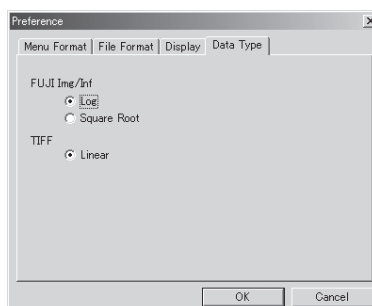 Preference
Menu Format File Format Display Data Type
FUJI Img/Inf
Log
Square Root
TIFF
Linear
OK Cancel